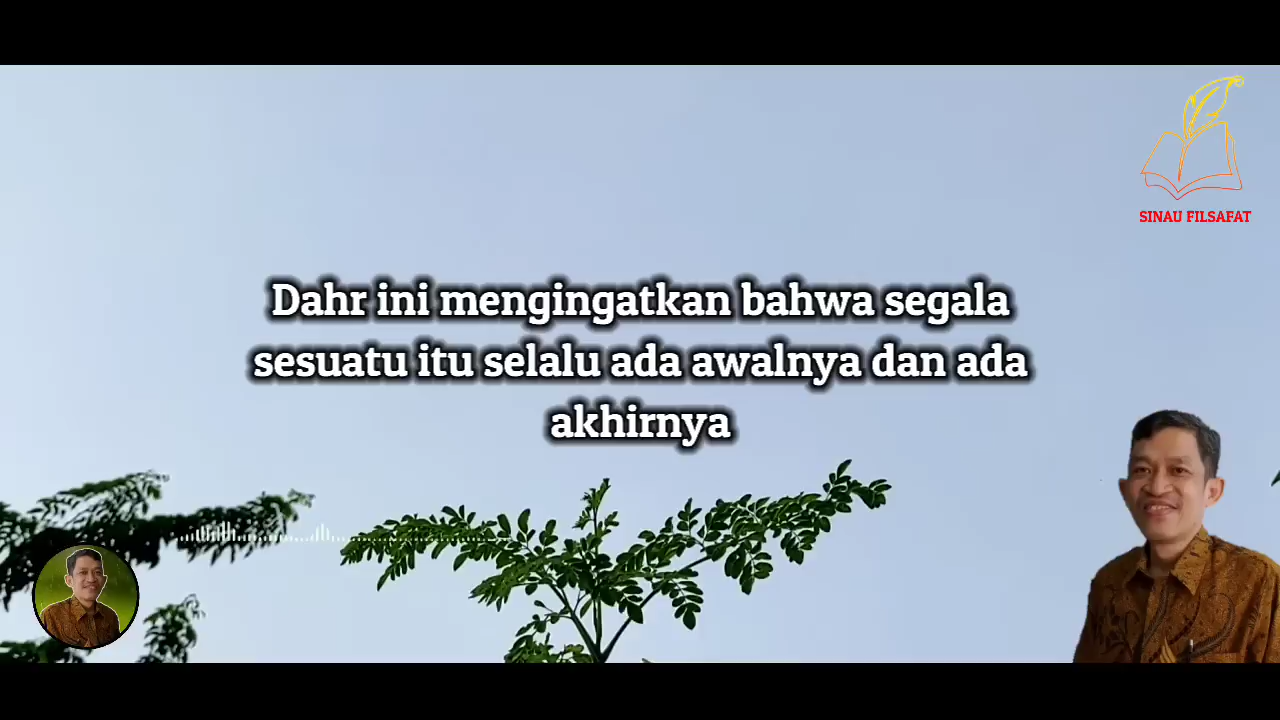 SINAU FILSAFAT
Dahr ini mengingatkan bahwa segala
sesuatu itu selalu ada awalnya dan ada
akhirnya